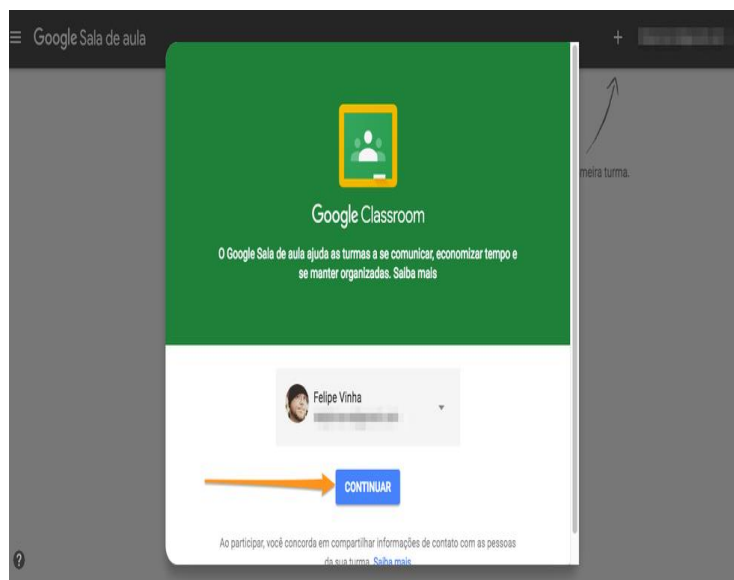 Google Sala de aula
+
meira turma.
Google Classroom
O Google Sala de aula ajuda as turmas a se comunicar, economizar tempo e
se manter organizadas. Saiba mais
Felipe Vinha
CONTINUAR
Ao participar, você concorda em compartilhar informações de contato com as pessoas
da sua turma. Saiba mais
?